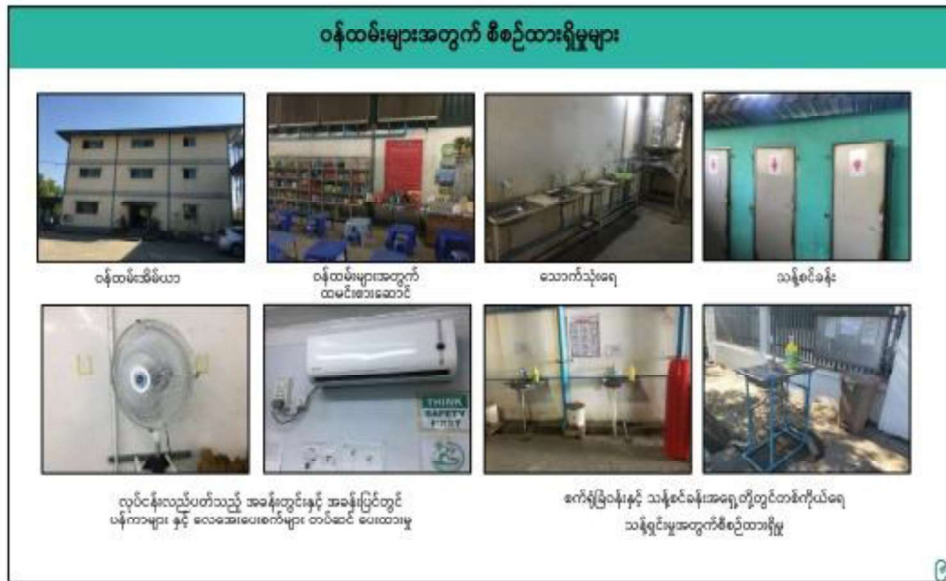 ဝန်ထမ်းများအတွက် စီစဉ်ထားရှိမှုများ
ဝန်ထမ်းအိမ်ယာ
ဝန်ထမ်းများအတွက်
ထမင်းစားဆောင်
သောက်သုံးရေ
သန့်စင်ခန်း
THINK
SAFETY
FIRST
လုပ်ငန်းလည်ပတ်သည့် အခန်းတွင်းနှင့် အခန်းပြင်တွင်
ပန်ကာများ နှင့် လေအေးပေးစက်များ တပ်ဆင် ပေးထားမှု
စက်ရုံခြံဝန်းနှင့် သန့်စင်ခန်းအရှေ့တို့တွင်တစ်ကိုယ်ရေ
သန့်ရှင်းမှုအတွက်စီစဉ်ထားရှိမှု